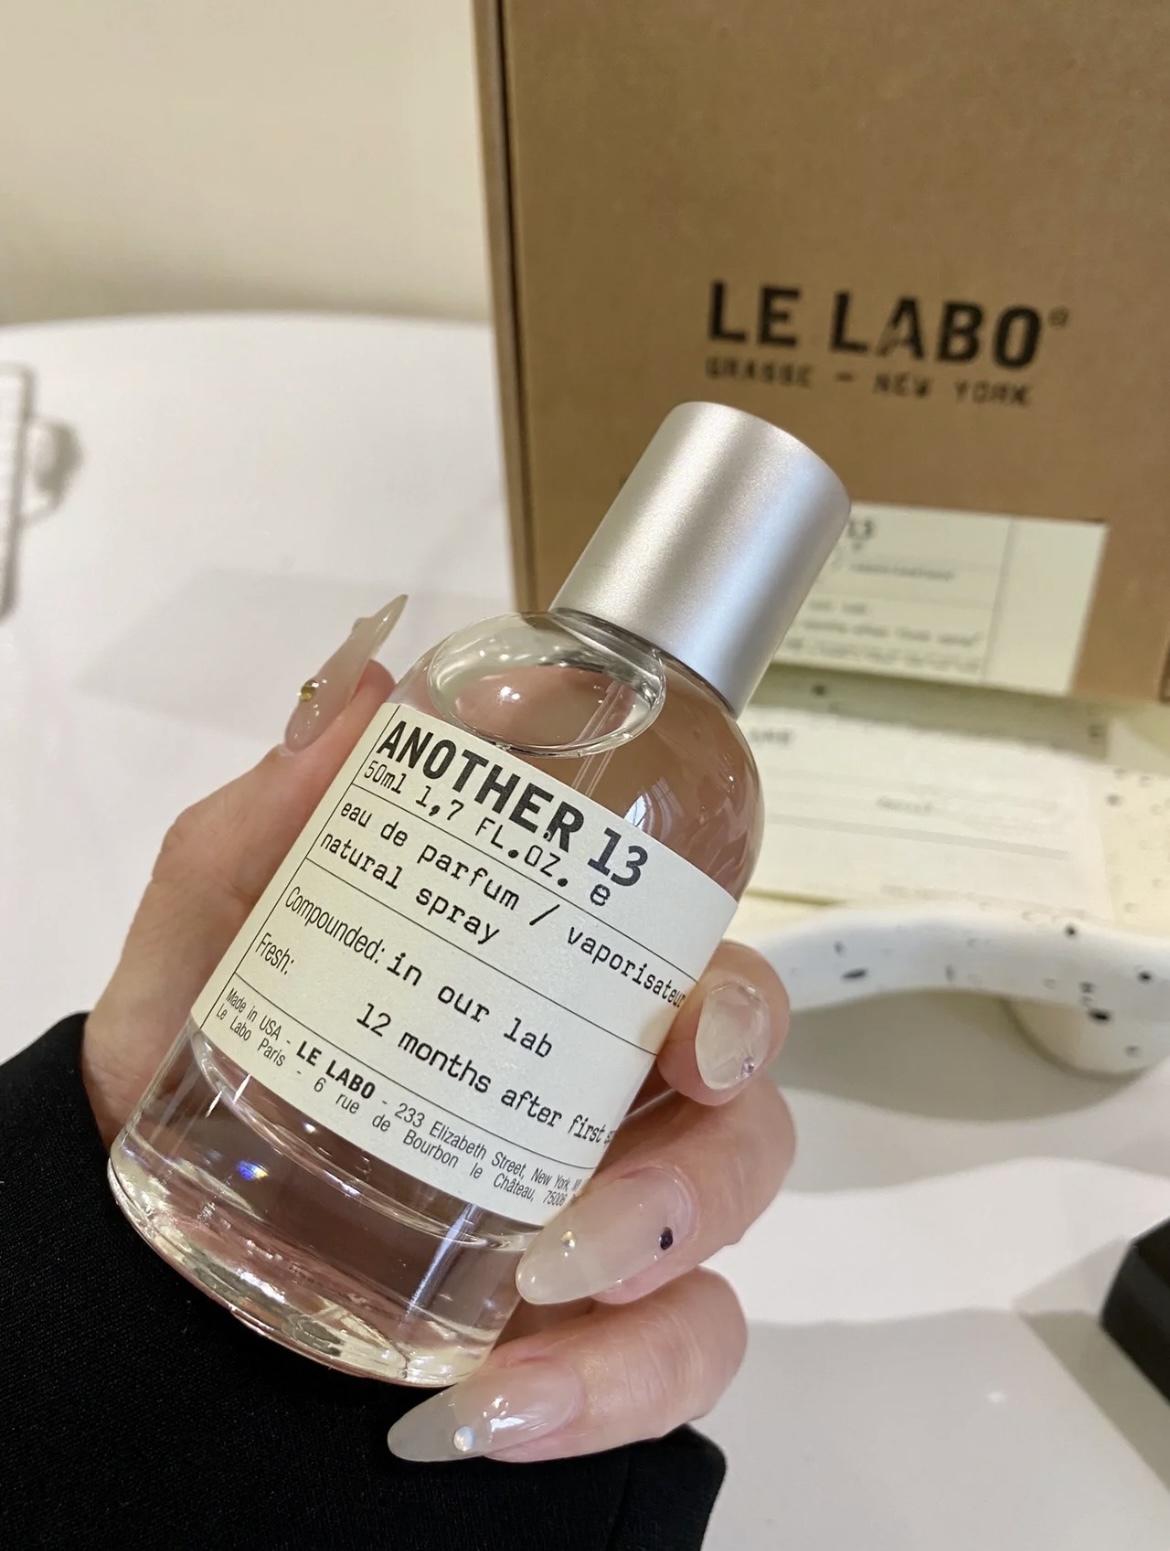 LE LABO
GRASSE — NEW YORK
13
ANOTHER 13
50ml 1,7 FL.OZ. e
eau de parfum / vaporisateur
natural spray
Compounded: in our lab
Fresh:
12 months after first
Made in USA - LE LABO - 233 Elizabeth Street, New York,
Le Labo Paris - 6 rue de Bourbon le Château, 75006